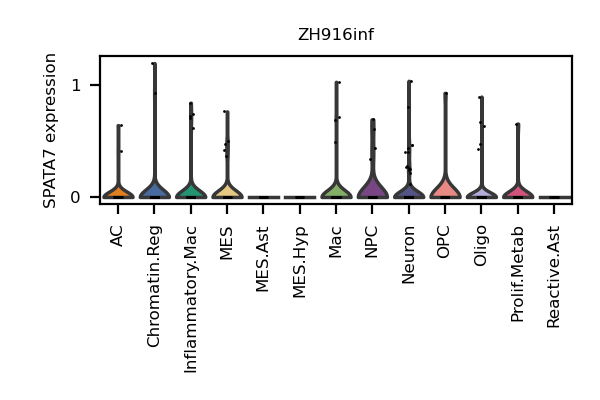 ZH916inf
SPATA7 expression
1
0
AC
Chromatin.Reg
Inflammatory.Mac
MES
MES.Ast
MES.Hyp
Mac
NPC
Neuron
OPC
Oligo
Prolif.Metab
Reactive.Ast